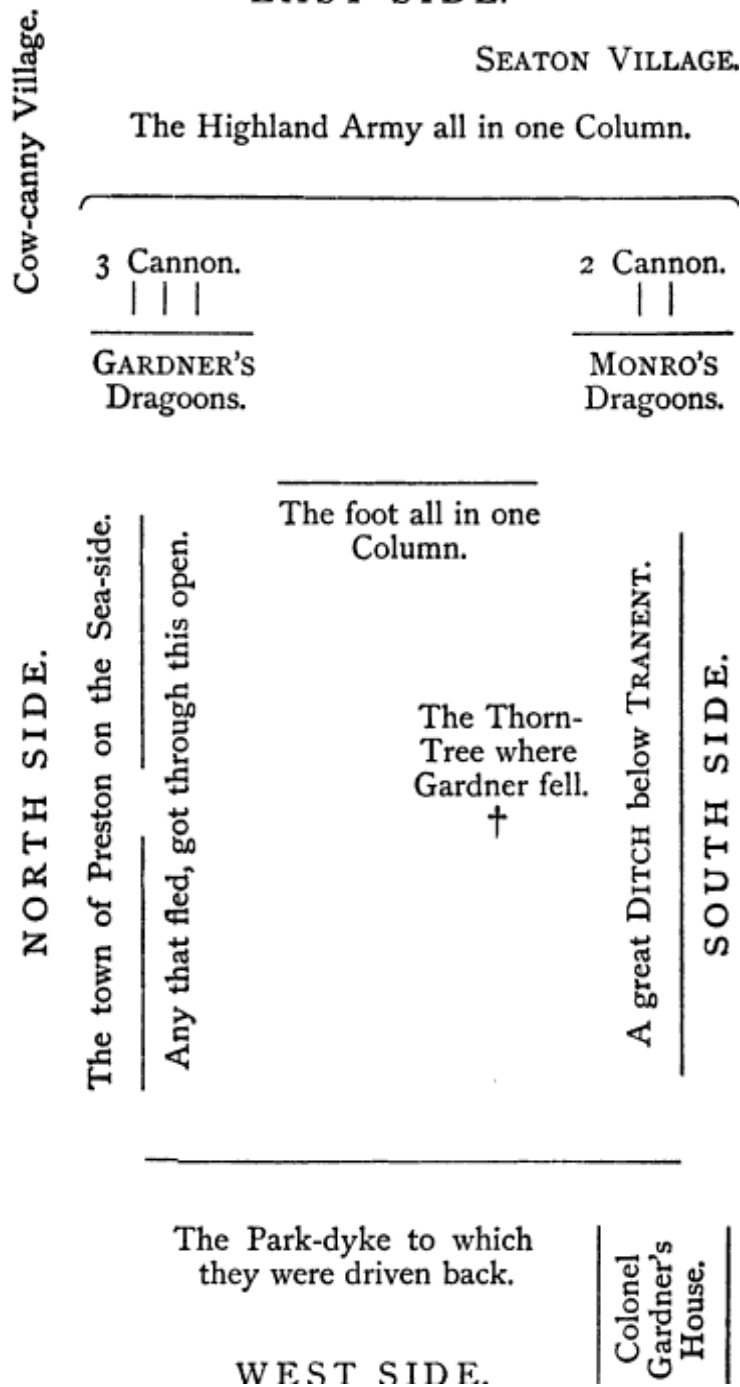 EAST SIDE.
Cow-canny Village.
SEATON VILLAGE.
The Highland Army all in one Column.
3 Cannon.
2 Cannon.
GARDNER'S
Dragoons.
MONRO'S
Dragoons.
The foot all in one
Column.
NORTH SIDE.
The town of Preston on the Sea-side.
Any that fled, got through this open.
The Thorn-
Tree where
Gardner fell.
†
A great DITCH below TRANENT.
SOUTH SIDE.
The Park-dyke to which
they were driven back.
Colonel
Gardner's
House.
WEST SIDE.